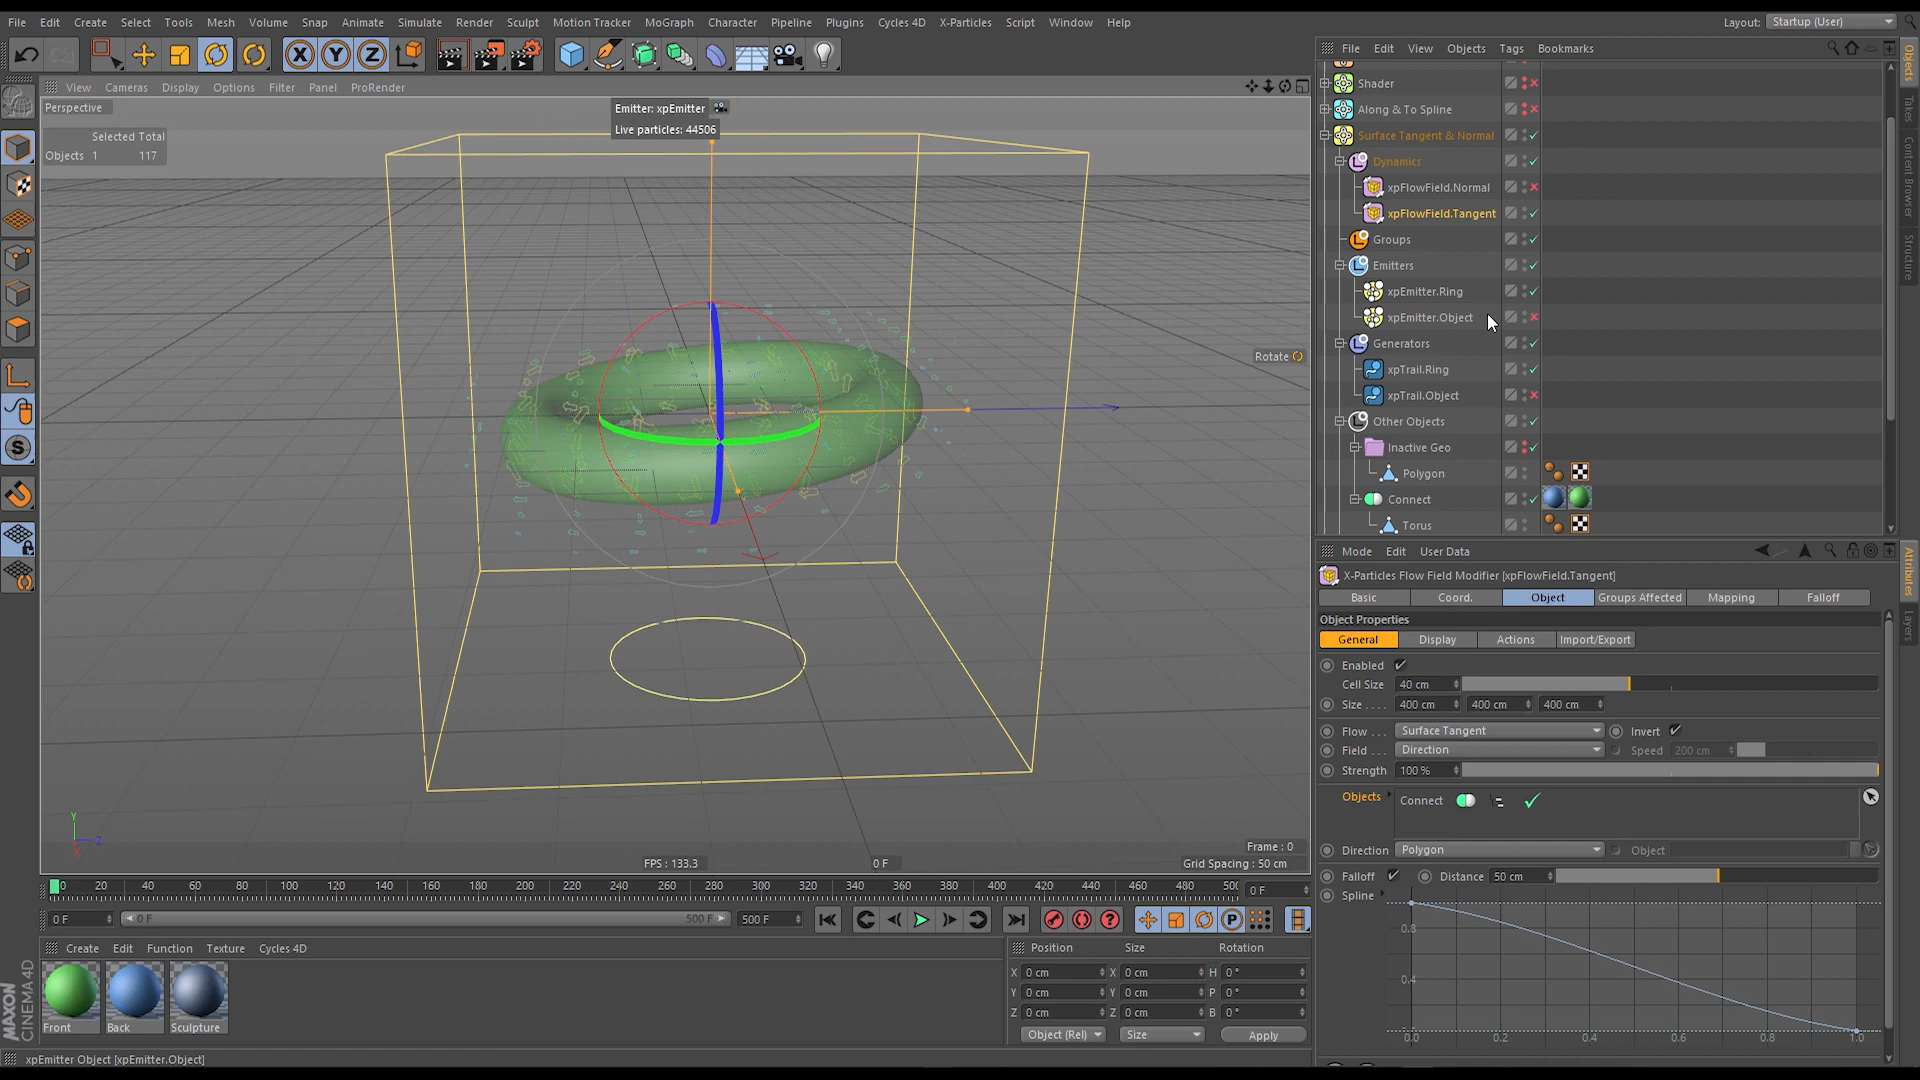 File Edit Create Select Tools Mesh Volume Snap Animate Simulate Render Sculpt Motion Tracker MoGraph Character Pipeline Plugins Cycles 4D X-Particles Script Window Help Layout: Startup (User)
X Y Z
File Edit View Objects Tags Bookmarks
View Cameras Display Options Filter Panel ProRender
Perspective
Emitter: xpEmitter
Live particles: 44506
Selected Total
Objects 1 117
Rotate
Y
Z
X
Frame : 0
FPS : 133.3
0 F
Grid Spacing : 50 cm
Shader
Along & To Spline
Surface Tangent & Normal
Dynamics
xpFlowField.Normal
xpFlowField.Tangent
Groups
Emitters
xpEmitter.Ring
xpEmitter.Object
Generators
xpTrail.Ring
xpTrail.Object
Other Objects
Inactive Geo
Polygon
Connect
Torus
Objects
Takes
Content Browser
Structure
Mode Edit User Data
X-Particles Flow Field Modifier [xpFlowField.Tangent]
Basic Coord. Object Groups Affected Mapping Falloff
Object Properties
General Display Actions Import/Export
Enabled
Cell Size 40 cm
Size . . . . 400 cm 400 cm 400 cm
Flow . . . Surface Tangent Invert
Field . . . Direction Speed 200 cm
Strength 100 %
Objects Connect
Direction Polygon Object
Falloff Distance 50 cm
Spline
0.8
0.4
0.0 0.2 0.4 0.6 0.8 1.0
Attributes
Layers
0 20 40 60 80 100 120 140 160 180 200 220 240 260 280 300 320 340 360 380 400 420 440 460 480 500 0 F
0 F 0 F 500 F 500 F
P
Create Edit Function Texture Cycles 4D
Front Back Sculpture
Position Size Rotation
X 0 cm X 0 cm H 0 °
Y 0 cm Y 0 cm P 0 °
Z 0 cm Z 0 cm B 0 °
Object (Rel) Size Apply
MAXON
CINEMA 4D
xpEmitter Object [xpEmitter.Object]